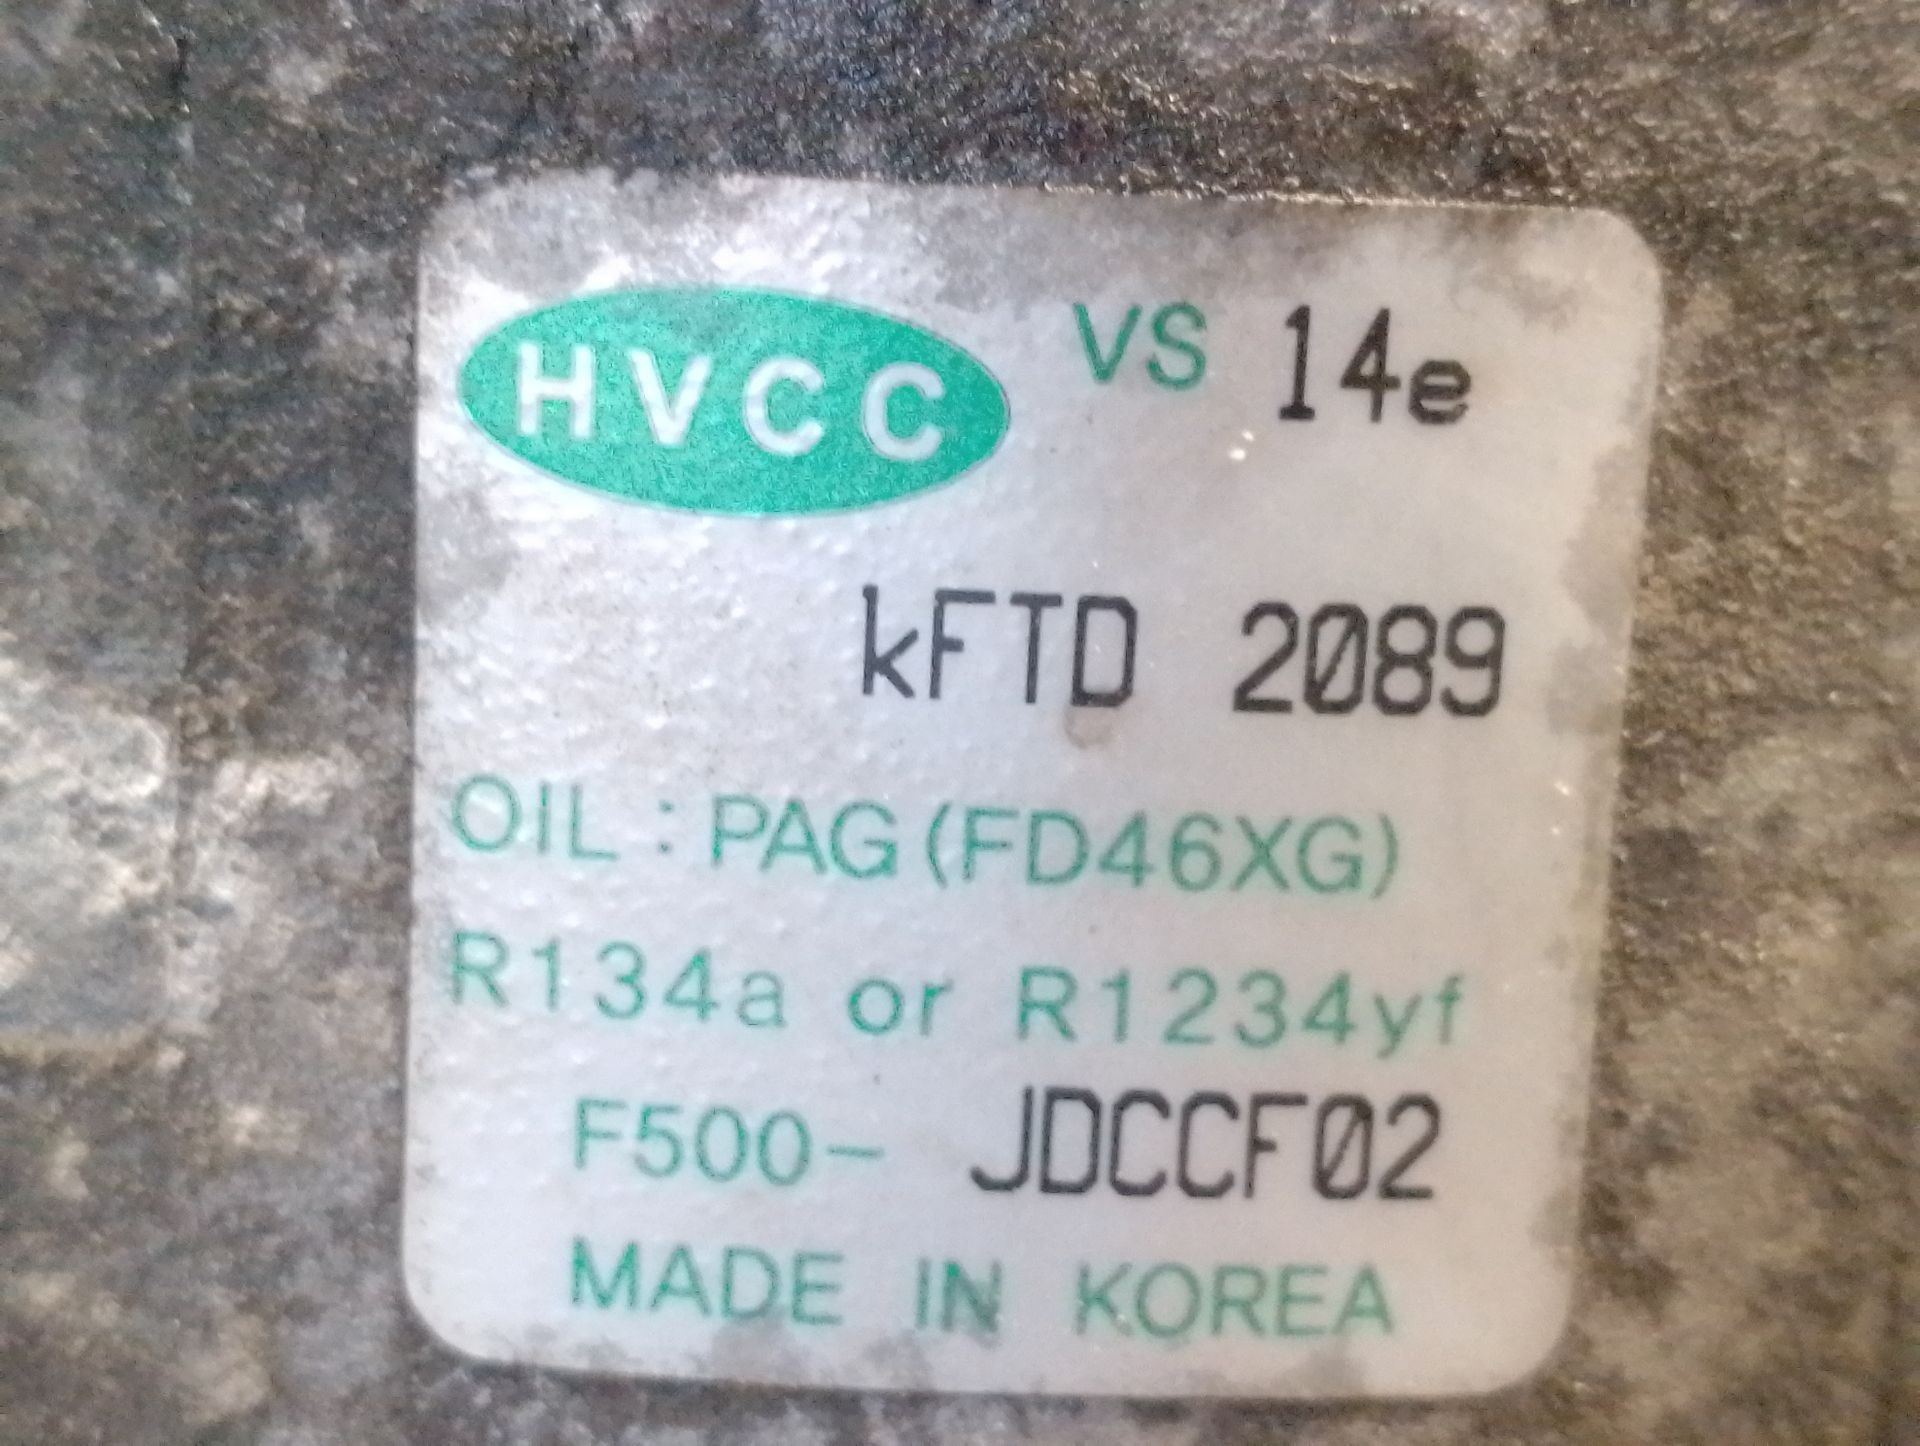 HVCC VS 14e
kFTD 2089
OIL : PAG (FD46XG)
R134a or R1234yf
F500- JDCCF02
MADE IN KOREA